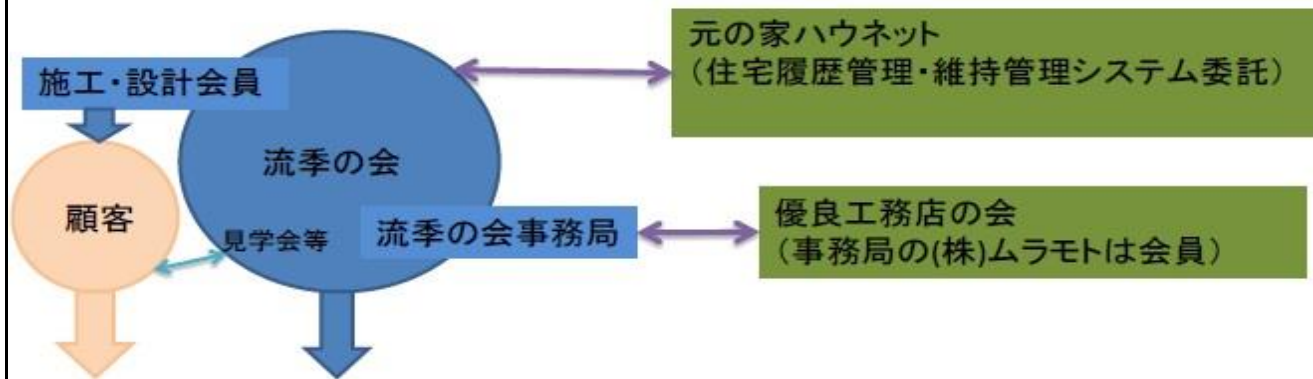 元の家ハウネット
（住宅履歴管理・維持管理システム委託）
施工・設計会員
流季の会
顧客
見学会等
流季の会事務局
優良工務店の会
（事務局の(株)ムラモトは会員）